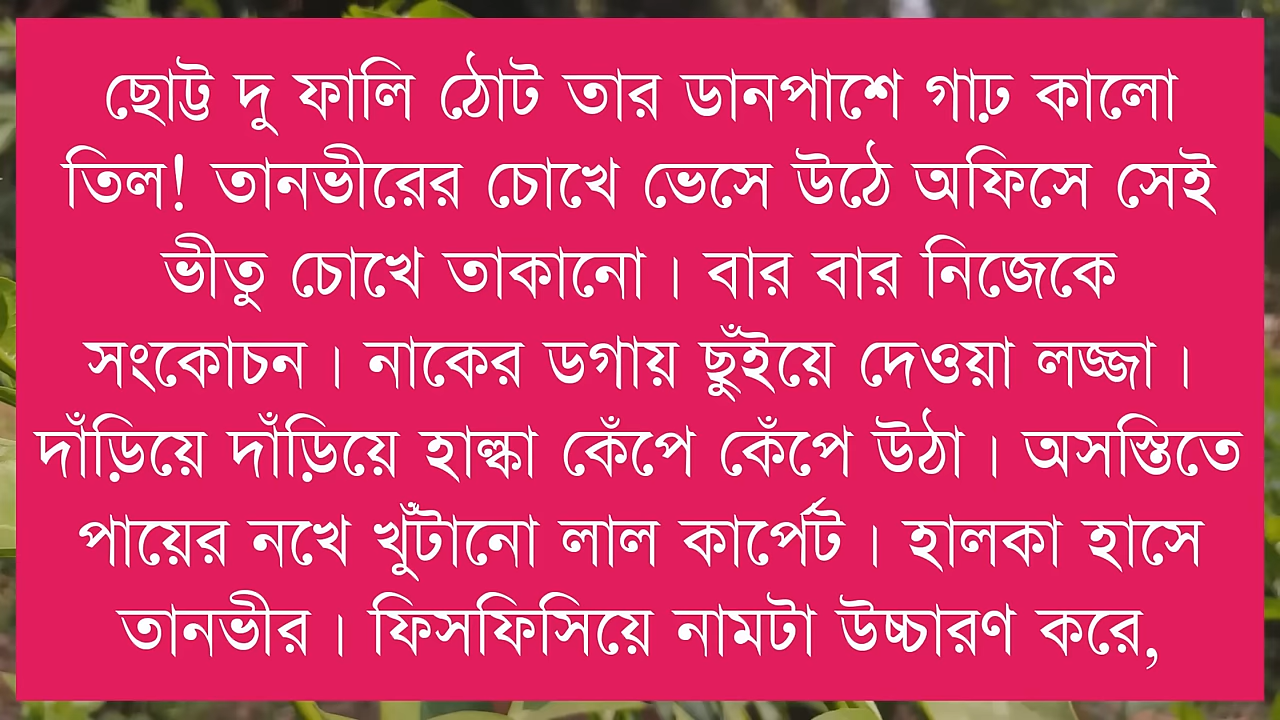 ছোট্ট দু ফালি ঠোট তার ডানপাশে গাঢ় কালো
তিল! তানভীরের চোখে ভেসে উঠে অফিসে সেই
ভীতু চোখে তাকানো। বার বার নিজেকে
সংকোচন। নাকের ডগায় ছুঁইয়ে দেওয়া লজ্জা।
দাঁড়িয়ে দাঁড়িয়ে হাল্কা কেঁপে কেঁপে উঠা। অসস্তিতে
পায়ের নখে খুঁটানো লাল কার্পেট। হালকা হাসে
তানভীর। ফিসফিসিয়ে নামটা উচ্চারণ করে,